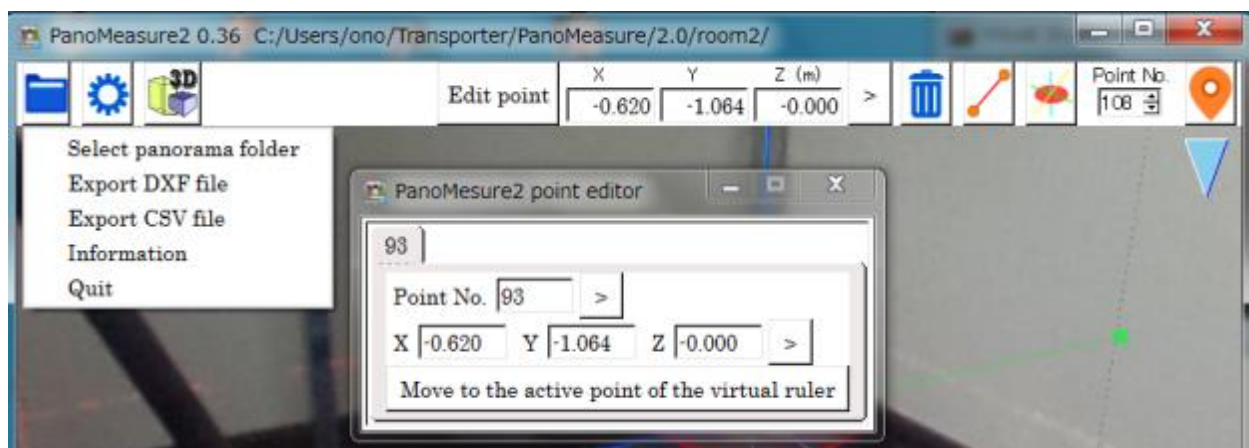 PanoMeasure2 0.36 C:/Users/ono/Transporter/PanoMeasure/2.0/room2/
3D
Edit point
X Y Z (m)
-0.620 -1.064 -0.000 >
Point No.
108
Select panorama folder
Export DXF file
Export CSV file
Information
Quit
PanoMesure2 point editor
93
Point No. 93 >
X -0.620 Y -1.064 Z -0.000 >
Move to the active point of the virtual ruler